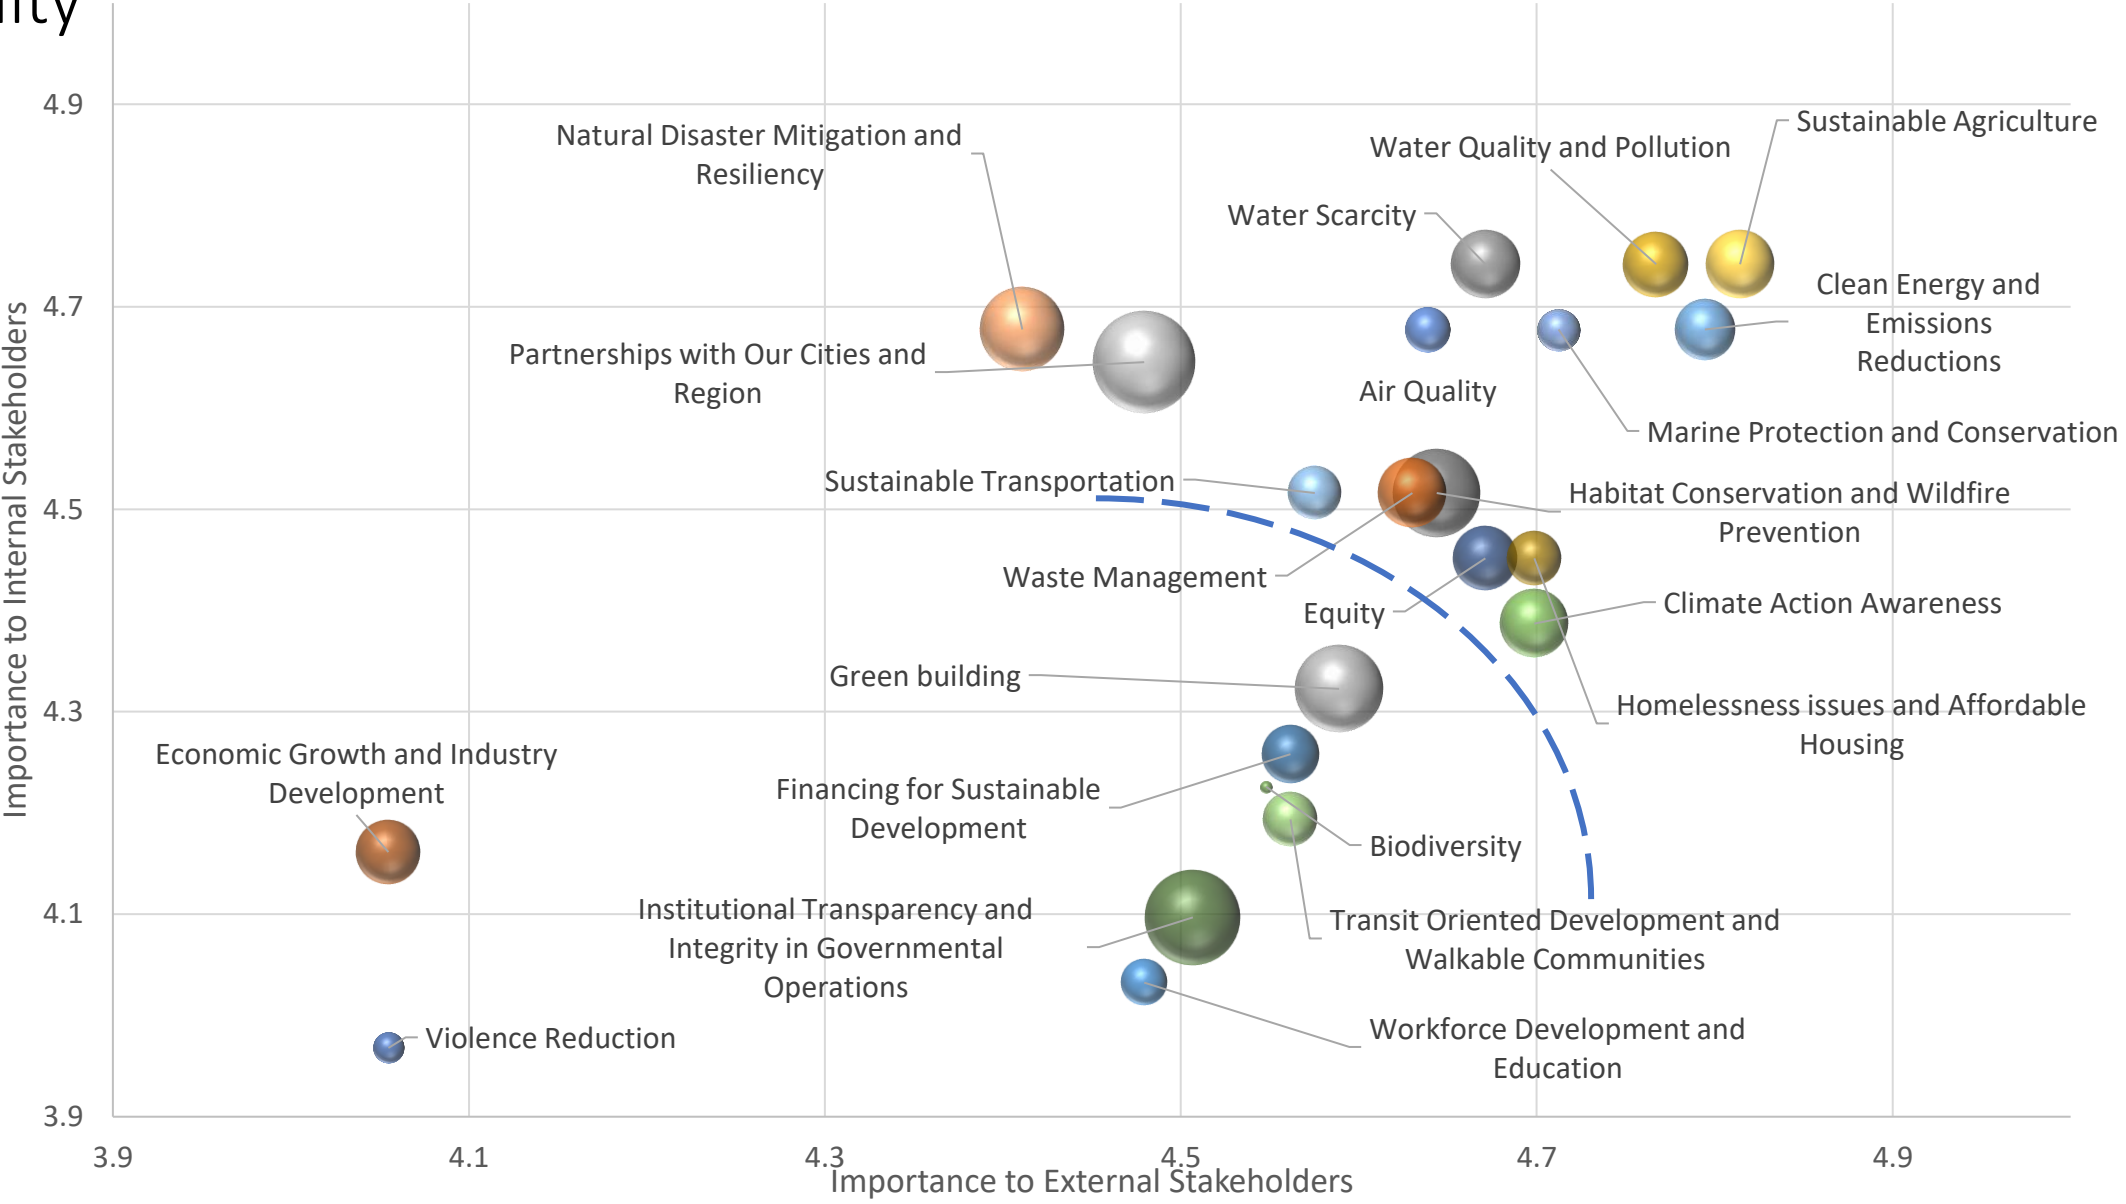 4.9
Natural Disaster Mitigation and
Resiliency
Sustainable Agriculture
Water Quality and Pollution
Water Scarcity
Clean Energy and
Emissions
Reductions
4.7
Partnerships with Our Cities and
Region
Air Quality
Marine Protection and Conservation
Importance to Internal Stakeholders
Sustainable Transportation
Habitat Conservation and Wildfire
Prevention
4.5
Waste Management
Equity
Climate Action Awareness
Green building
4.3
Homelessness issues and Affordable
Housing
Economic Growth and Industry
Development
Financing for Sustainable
Development
Biodiversity
4.1
Institutional Transparency and
Integrity in Governmental
Operations
Transit Oriented Development and
Walkable Communities
Violence Reduction
Workforce Development and
Education
3.9
3.9 4.1 4.3 4.5 4.7 4.9
Importance to External Stakeholders